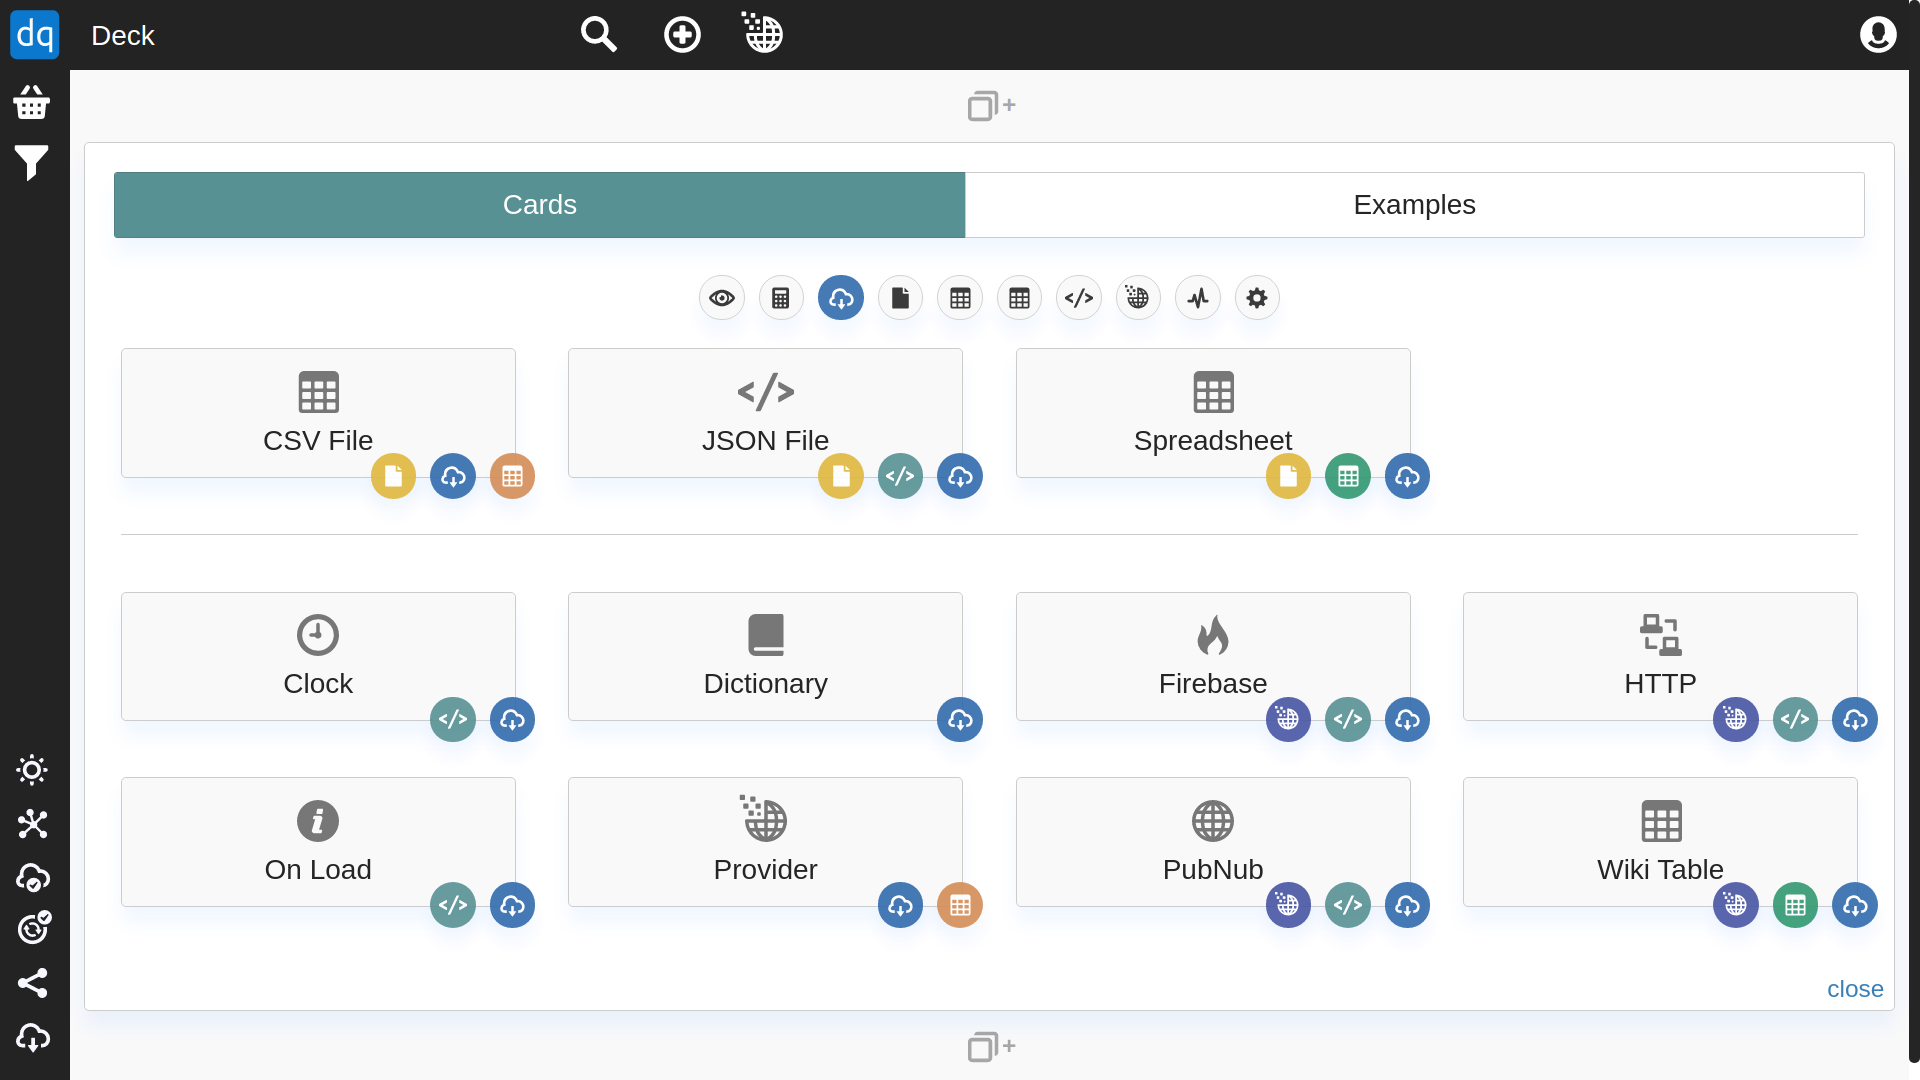 dq
Deck
+
Cards
Examples
CSV File
JSON File
Spreadsheet
Clock
Dictionary
Firebase
HTTP
On Load
Provider
PubNub
Wiki Table
close
+